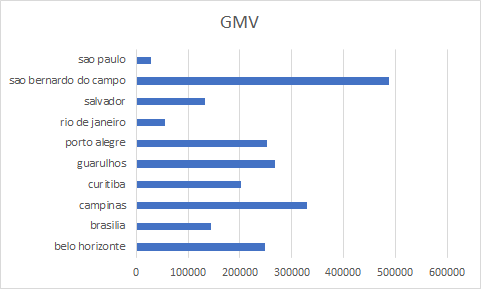 GMV
sao paulo
sao bernardo do campo
salvador
rio de janeiro
porto alegre
guarulhos
curitiba
campinas
brasilia
belo horizonte
0 100000 200000 300000 400000 500000 600000